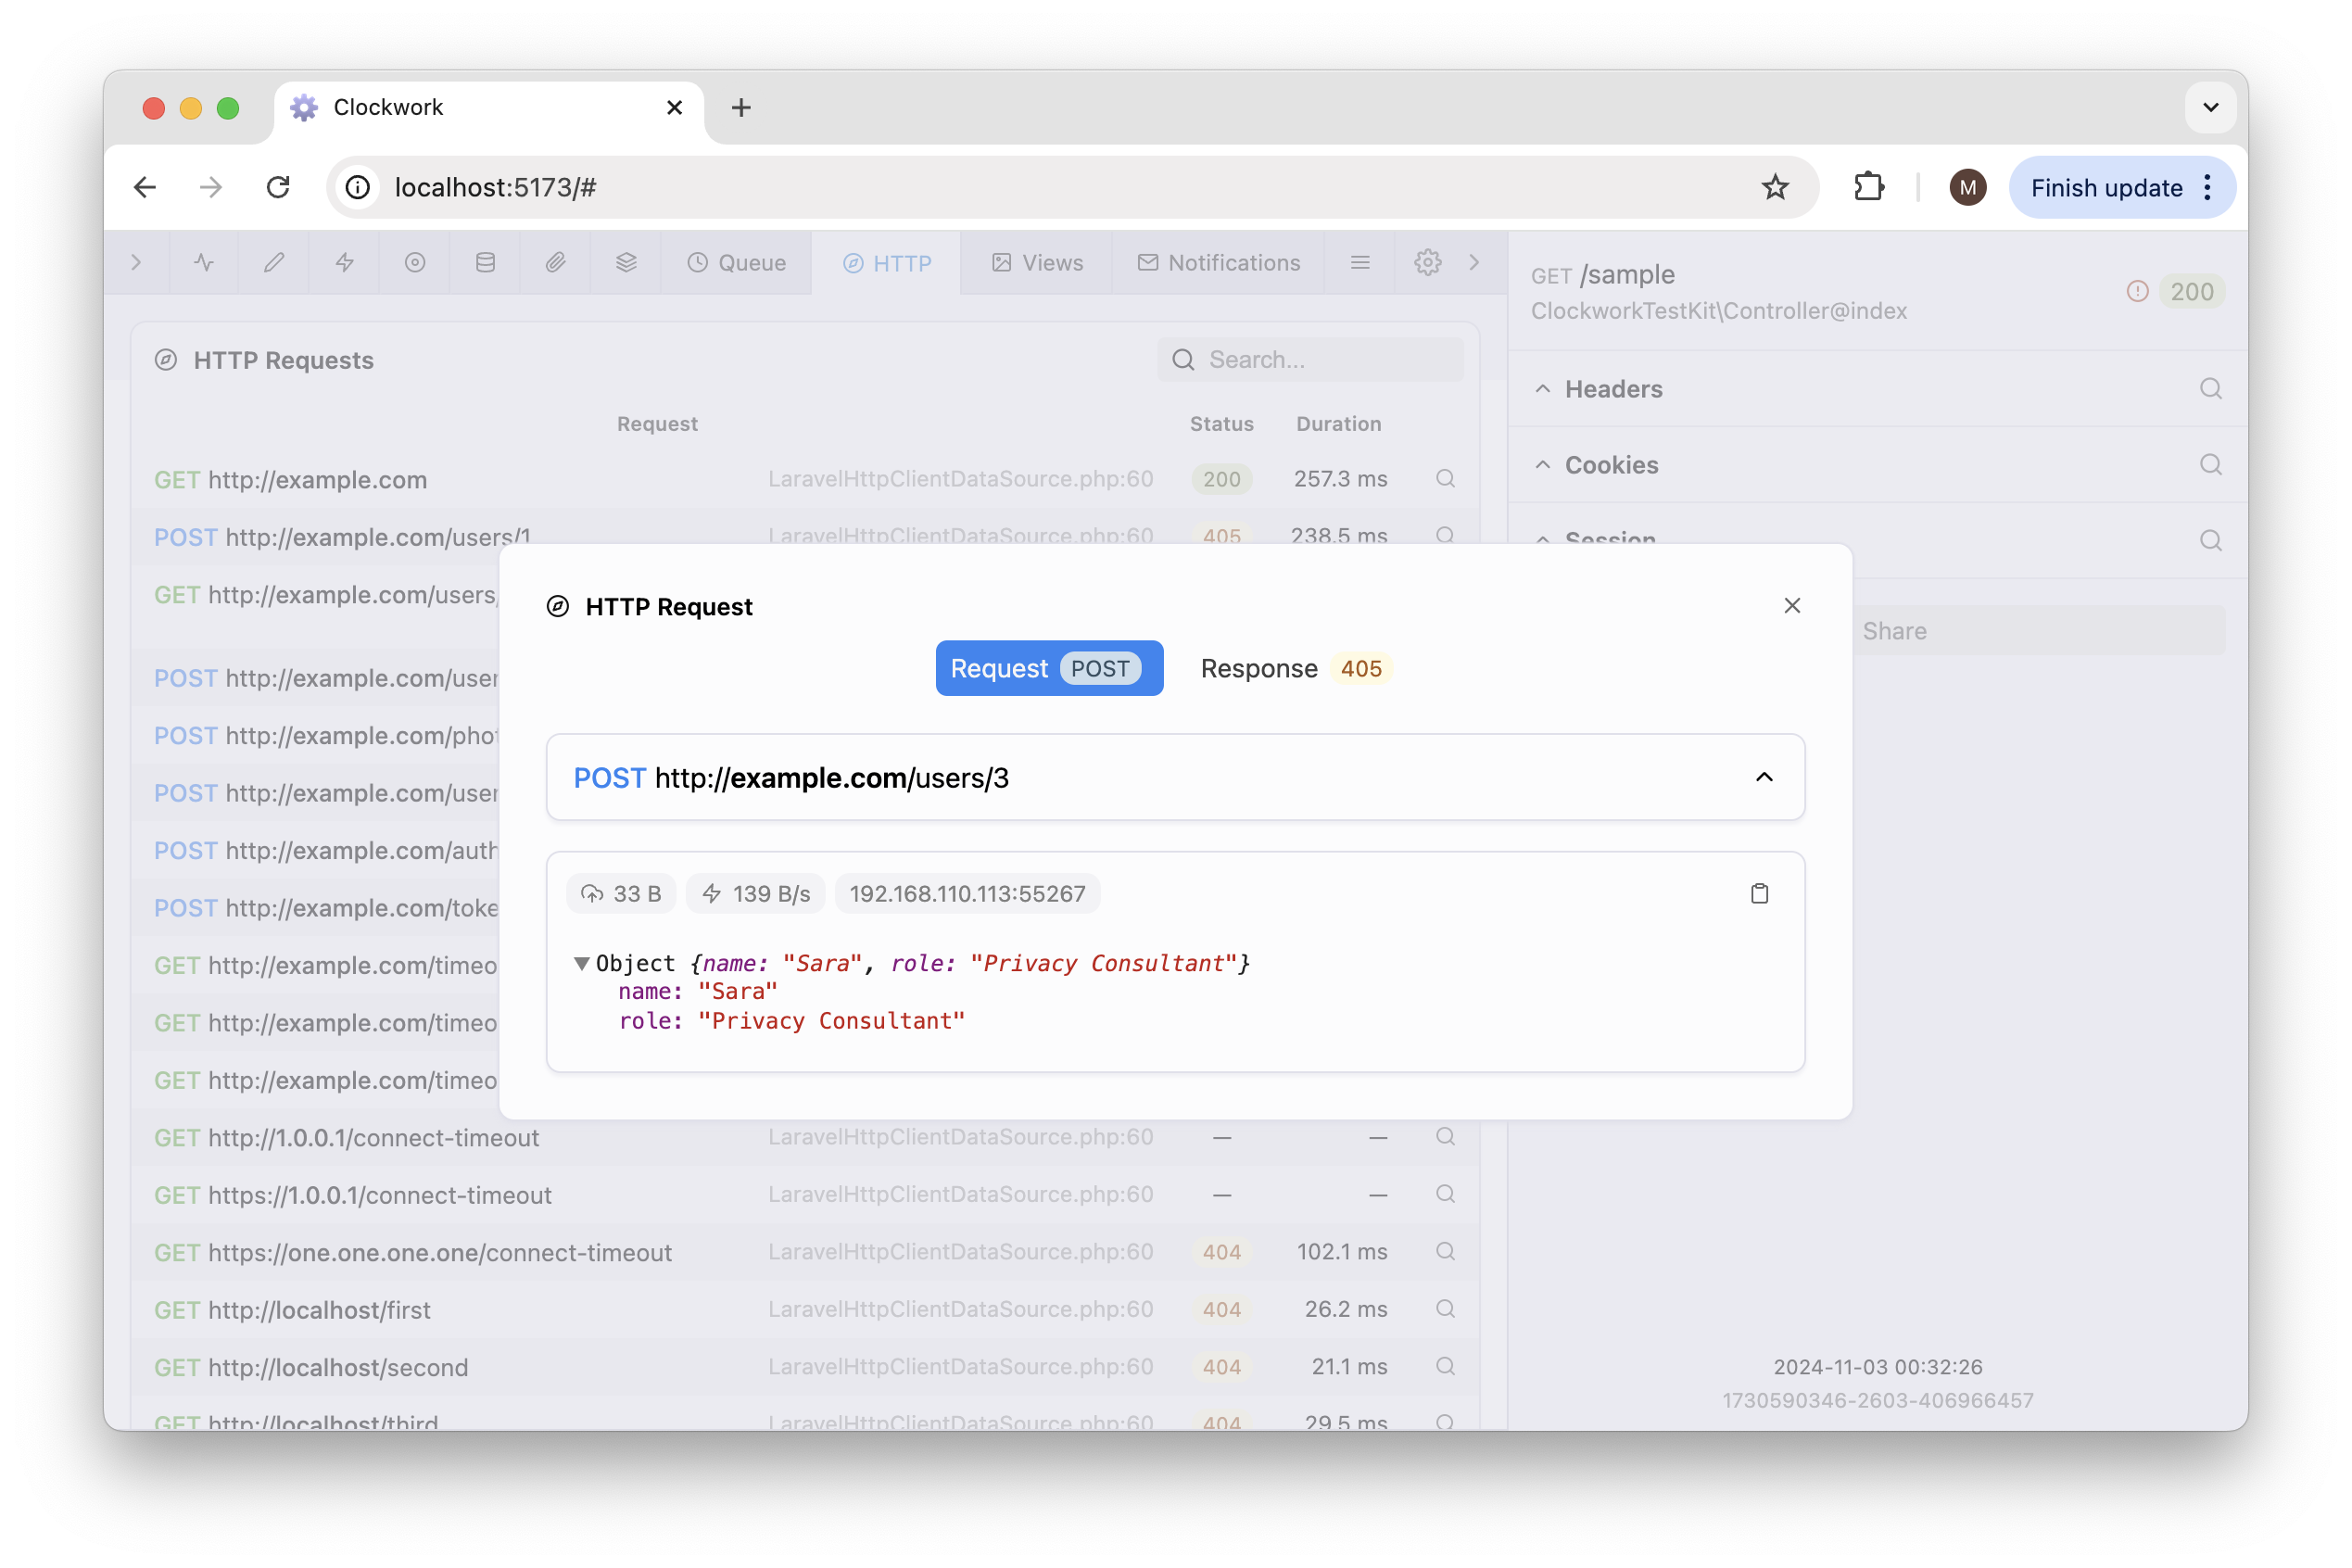 Clockwork
localhost:5173/#
M
Finish update
Queue
HTTP
Views
Notifications
GET /sample
ClockworkTestKit\Controller@index
200
HTTP Requests
Search...
Request Status Duration
GET http://example.com LaravelHttpClientDataSource.php:60 200 257.3 ms
POST http://example.com/users/1 LaravelHttpClientDataSource.php:60 405 238.5 ms
GET http://example.com/users/
POST http://example.com/user
POST http://example.com/phot
POST http://example.com/user
POST http://example.com/auth
POST http://example.com/toke
GET http://example.com/timeo
GET http://example.com/timeo
GET http://example.com/timeo
GET http://1.0.0.1/connect-timeout LaravelHttpClientDataSource.php:60 — —
GET https://1.0.0.1/connect-timeout LaravelHttpClientDataSource.php:60 — —
GET https://one.one.one.one/connect-timeout LaravelHttpClientDataSource.php:60 404 102.1 ms
GET http://localhost/first LaravelHttpClientDataSource.php:60 404 26.2 ms
GET http://localhost/second LaravelHttpClientDataSource.php:60 404 21.1 ms
GET http://localhost/third LaravelHttpClientDataSource.php:60 404 29.5 ms
HTTP Request
Request POST
Response 405
POST http://example.com/users/3
33 B
139 B/s
192.168.110.113:55267
Object {name: "Sara", role: "Privacy Consultant"}
name: "Sara"
role: "Privacy Consultant"
Headers
Cookies
Session
Share
2024-11-03 00:32:26
1730590346-2603-406966457